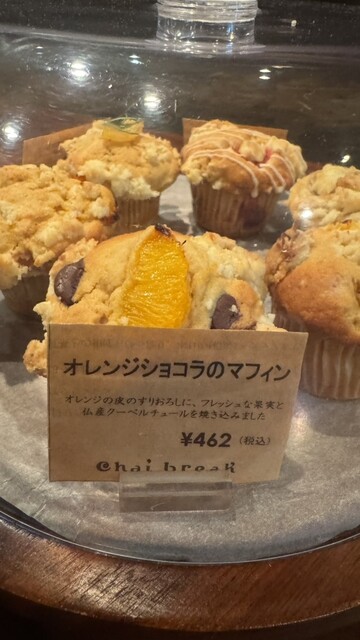 オレンジショコラのマフィン
オレンジの皮のすりおろしに、フレッシュな果実と
仏産クーベルチュールを焼き込みました
¥462（税込）
chai break